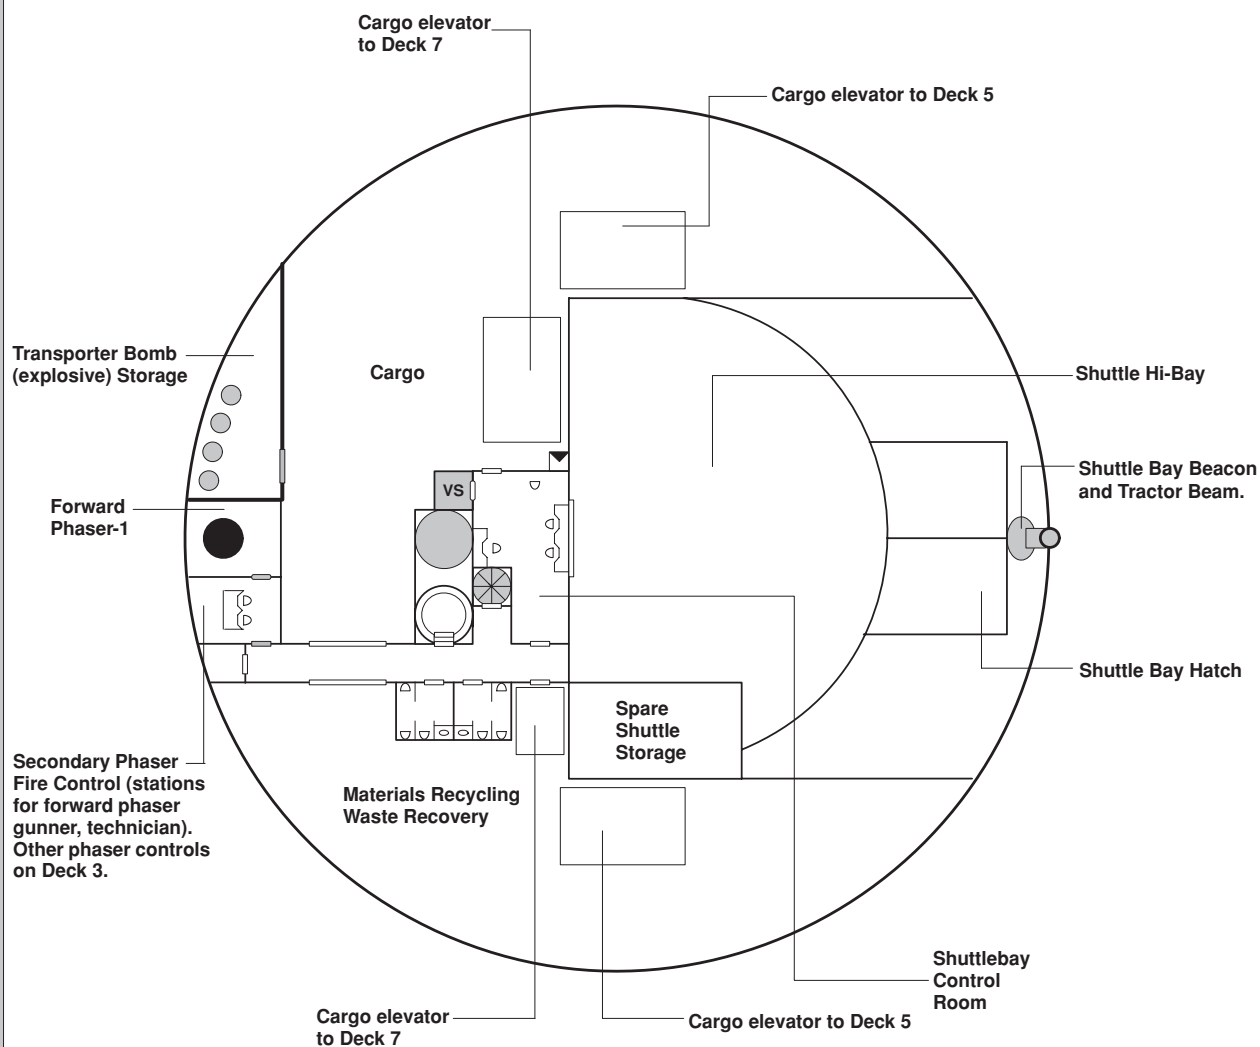 Cargo elevator
to Deck 7
Cargo elevator to Deck 5
Transporter Bomb
(explosive) Storage
Cargo
Shuttle Hi-Bay
VS
Shuttle Bay Beacon
and Tractor Beam.
Forward
Phaser-1
Shuttle Bay Hatch
Spare
Shuttle
Storage
Secondary Phaser
Fire Control (stations
for forward phaser
gunner, technician).
Other phaser controls
on Deck 3.
Materials Recycling
Waste Recovery
Shuttlebay
Control
Room
Cargo elevator
to Deck 7
Cargo elevator to Deck 5